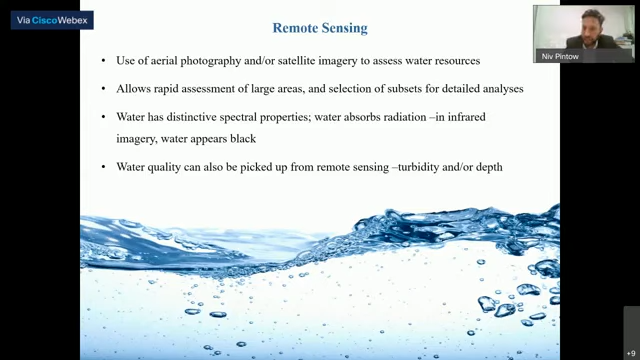 Via Cisco Webex
Remote Sensing
Niv Pintow
• Use of aerial photography and/or satellite imagery to assess water resources
• Allows rapid assessment of large areas, and selection of subsets for detailed analyses
• Water has distinctive spectral properties; water absorbs radiation –in infrared
imagery, water appears black
• Water quality can also be picked up from remote sensing –turbidity and/or depth
+9